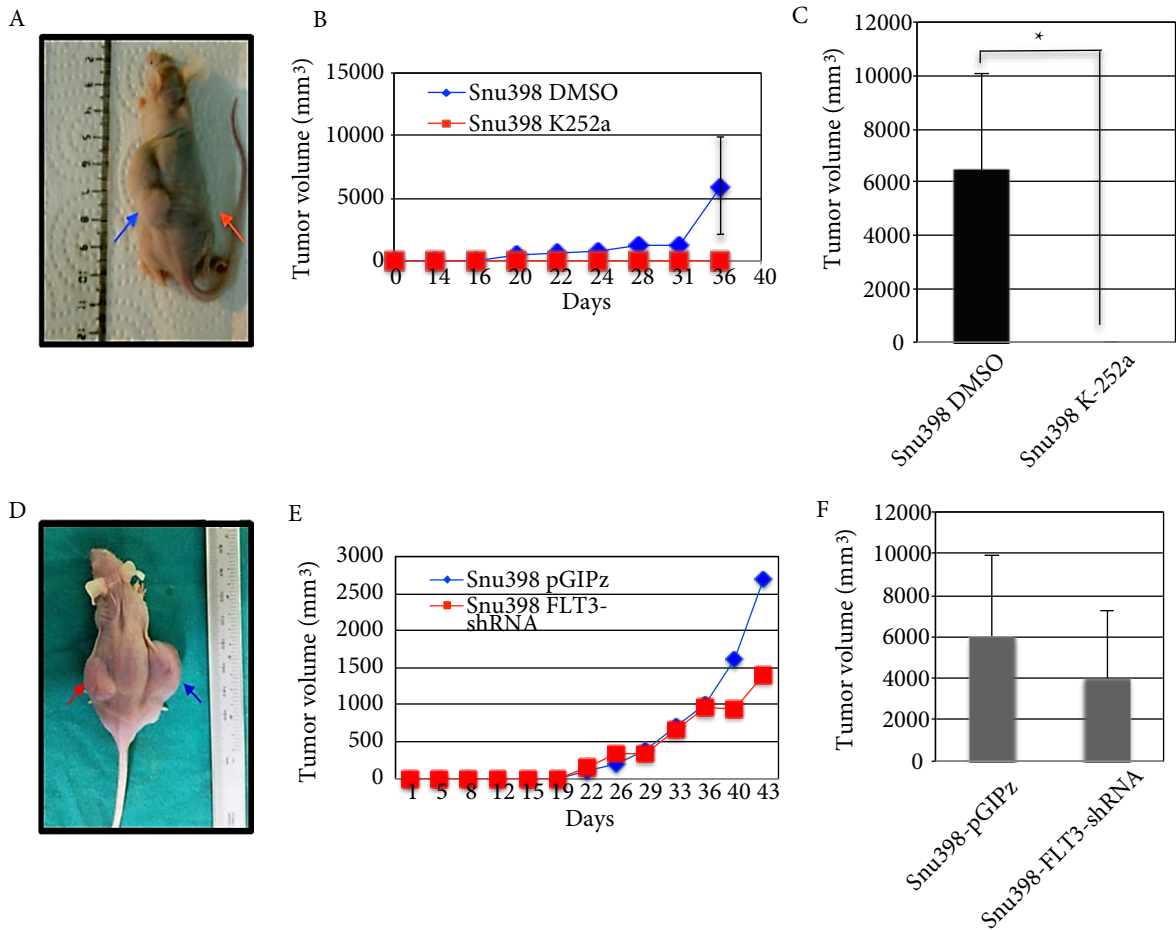 A
B
C
15000
10000
5000
0
Tumor volume (mm³)
Snu398 DMSO
Snu398 K252a
0 14 16 20 22 24 28 31 36 40
Days
12000
10000
8000
6000
4000
2000
0
Tumor volume (mm³)
*
Snu398 DMSO
Snu398 K-252a
D
E
F
3000
2500
2000
1500
1000
500
0
Tumor volume (mm³)
Snu398 pGIPz
Snu398 FLT3-
shRNA
1 5 8 12 15 19 22 26 29 33 36 40 43
Days
12000
10000
8000
6000
4000
2000
0
Tumor volume (mm³)
Snu398-pGIPz
Snu398-FLT3-shRNA